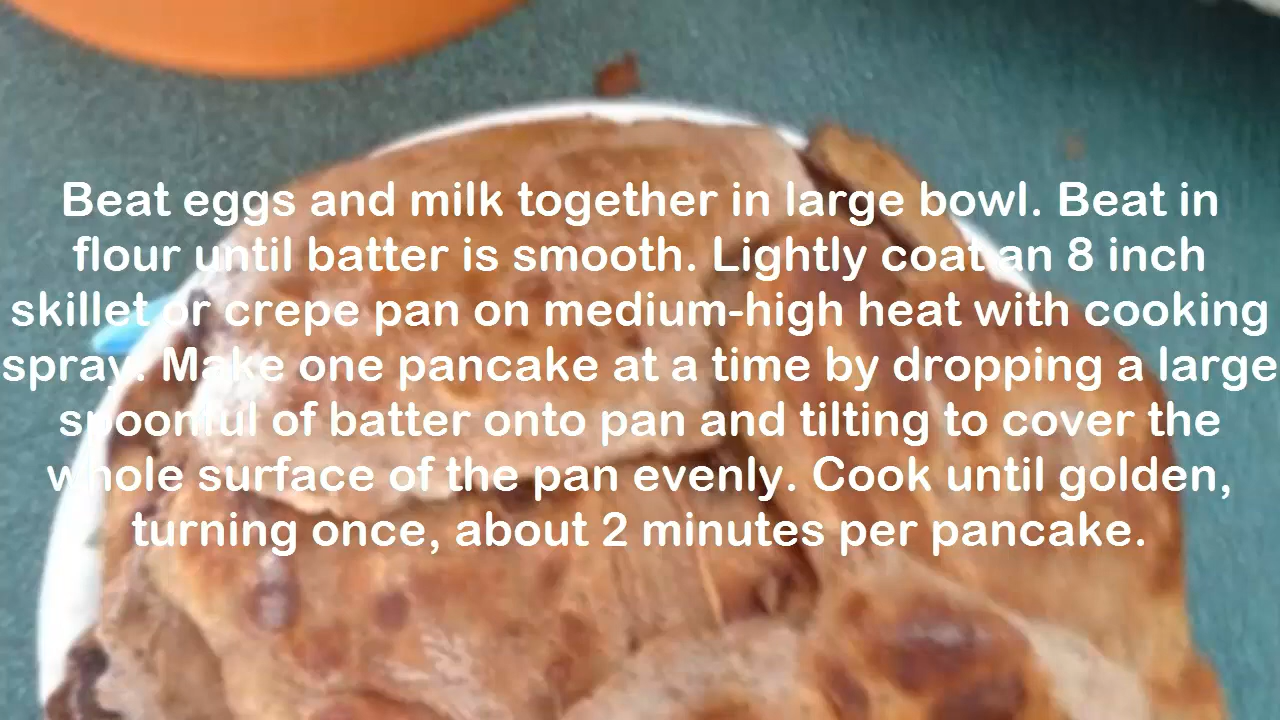 Beat eggs and milk together in large bowl. Beat in
flour until batter is smooth. Lightly coat an 8 inch
skillet or crepe pan on medium-high heat with cooking
spray. Make one pancake at a time by dropping a large
spoonful of batter onto pan and tilting to cover the
whole surface of the pan evenly. Cook until golden,
turning once, about 2 minutes per pancake.